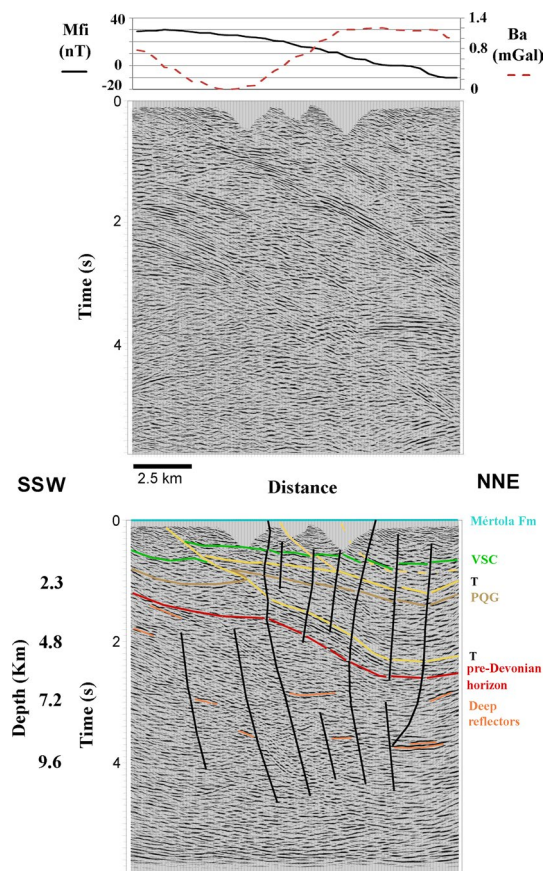 Mfi
(nT)
40
0
-20
1.4
0.8
0
Ba
(mGal)
0
2
4
Time (s)
2.5 km
SSW
Distance
NNE
0
2
4
Time (s)
Depth (Km)
2.3
4.8
7.2
9.6
Mértola Fm
VSC
T
PQG
T
pre-Devonian
horizon
Deep
reflectors